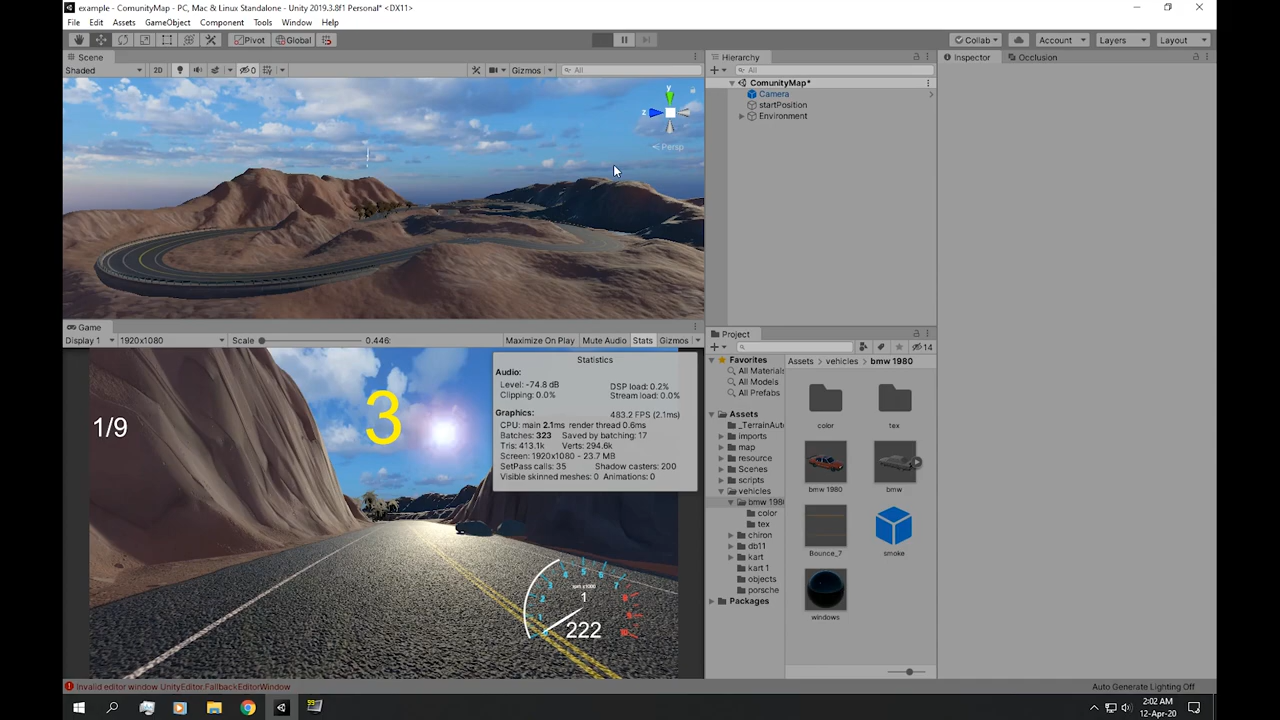 example - ComunityMap - PC, Mac & Linux Standalone - Unity 2019.3.8f1 Personal* <DX11>
File Edit Assets GameObject Component Tools Window Help
Pivot Global Collab Account Layers Layout
Scene
Shaded 2D 0 Gizmos All
y
z
Persp
Hierarchy
All
ComunityMap*
Camera
startPosition
Environment
Inspector Occlusion
Game
Display 1 1920x1080 Scale 0.446: Maximize On Play Mute Audio Stats Gizmos
1/9
3
Statistics
Audio:
Level: -74.8 dB DSP load: 0.2%
Clipping: 0.0% Stream load: 0.0%
Graphics: 483.2 FPS (2.1ms)
CPU: main 2.1ms render thread 0.6ms
Batches: 323 Saved by batching: 17
Tris: 413.1k Verts: 294.6k
Screen: 1920x1080 - 23.7 MB
SetPass calls: 35 Shadow casters: 200
Visible skinned meshes: 0 Animations: 0
1
222
Project
14
Favorites
All Materia
All Models
All Prefabs
Assets
_TerrainAuto
imports
map
resource
Scenes
scripts
vehicles
bmw 198
color
tex
chiron
db11
kart
kart 1
objects
porsche
Packages
Assets vehicles bmw 1980
color tex
bmw 1980 bmw
Bounce_7 smoke
windows
Invalid editor window UnityEditor.FallbackEditorWindow
Auto Generate Lighting Off
2:02 AM
12-Apr-20